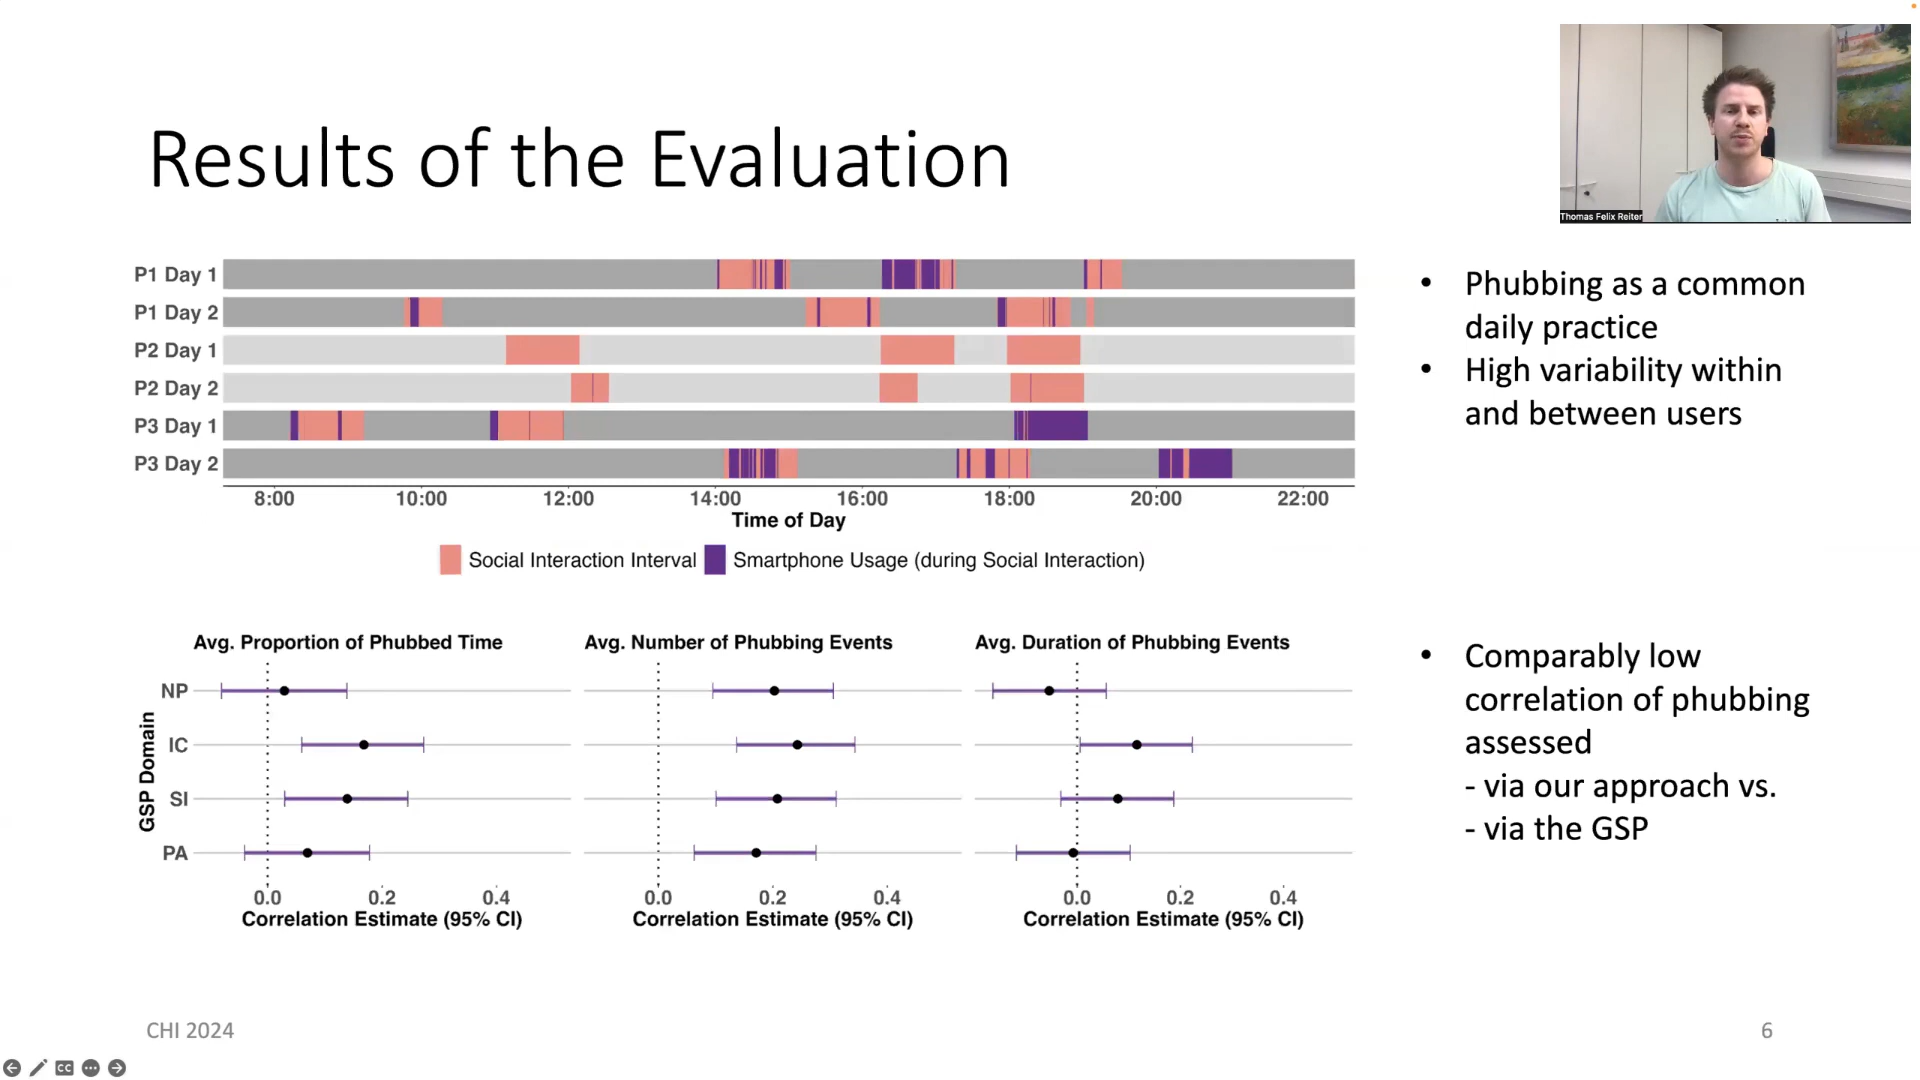 Thomas Felix Reiter
Results of the Evaluation
P1 Day 1
P1 Day 2
P2 Day 1
P2 Day 2
P3 Day 1
P3 Day 2
8:00 10:00 12:00 14:00 16:00 18:00 20:00 22:00
Time of Day
Social Interaction Interval Smartphone Usage (during Social Interaction)
• Phubbing as a common
daily practice
• High variability within
and between users
Avg. Proportion of Phubbed Time Avg. Number of Phubbing Events Avg. Duration of Phubbing Events
GSP Domain
NP
IC
SI
PA
0.0 0.2 0.4 0.0 0.2 0.4 0.0 0.2 0.4
Correlation Estimate (95% CI) Correlation Estimate (95% CI) Correlation Estimate (95% CI)
• Comparably low
correlation of phubbing
assessed
- via our approach vs.
- via the GSP
CHI 2024 6
CC